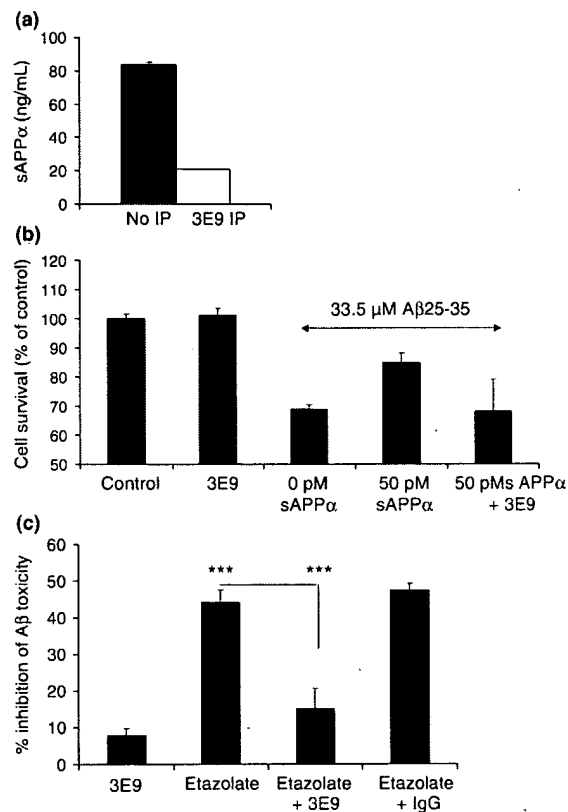 (a)
sAPPα (ng/mL)
100
80
60
40
20
0
No IP
3E9 IP
(b)
Cell survival (% of control)
120
110
100
90
80
70
60
50
33.5 µM Aβ25-35
Control
3E9
0 pM
sAPPα
50 pM
sAPPα
50 pMs APPα
+ 3E9
(c)
% inhibition of Aβ toxicity
60
50
40
30
20
10
0
***
***
3E9
Etazolate
Etazolate
+ 3E9
Etazolate
+ IgG